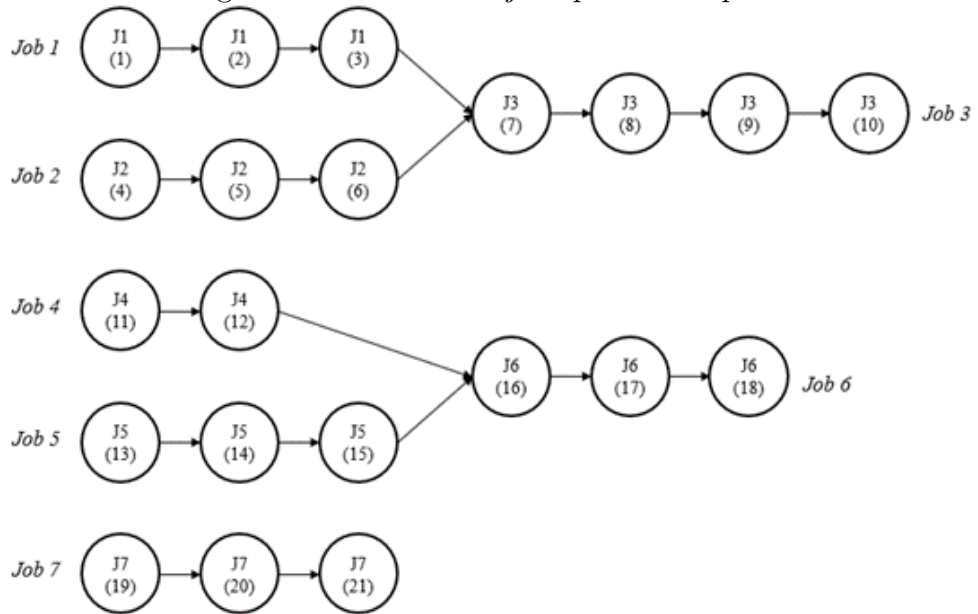 Job 1
J1
(1)
J1
(2)
J1
(3)
J3
(7)
J3
(8)
J3
(9)
J3
(10)
Job 3
Job 2
J2
(4)
J2
(5)
J2
(6)
Job 4
J4
(11)
J4
(12)
J6
(16)
J6
(17)
J6
(18)
Job 6
Job 5
J5
(13)
J5
(14)
J5
(15)
Job 7
J7
(19)
J7
(20)
J7
(21)